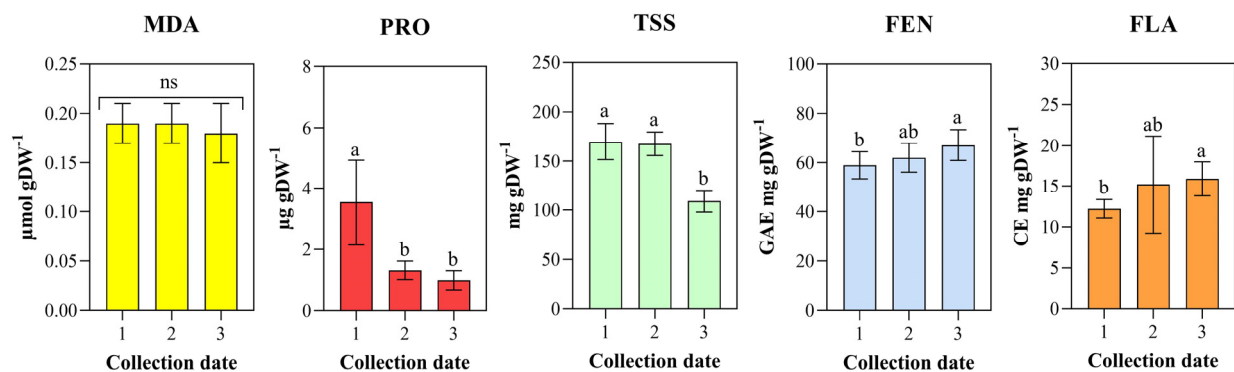 MDA
µmol gDW⁻¹
0.25
0.20
0.15
0.10
0.05
0.00
ns
1 2 3
Collection date
PRO
µg gDW⁻¹
8
6
4
2
0
a b b
1 2 3
Collection date
TSS
mg gDW⁻¹
250
200
150
100
50
0
a a b
1 2 3
Collection date
FEN
GAE mg gDW⁻¹
100
80
60
40
20
0
b ab a
1 2 3
Collection date
FLA
CE mg gDW⁻¹
30
25
20
15
10
5
0
b ab a
1 2 3
Collection date